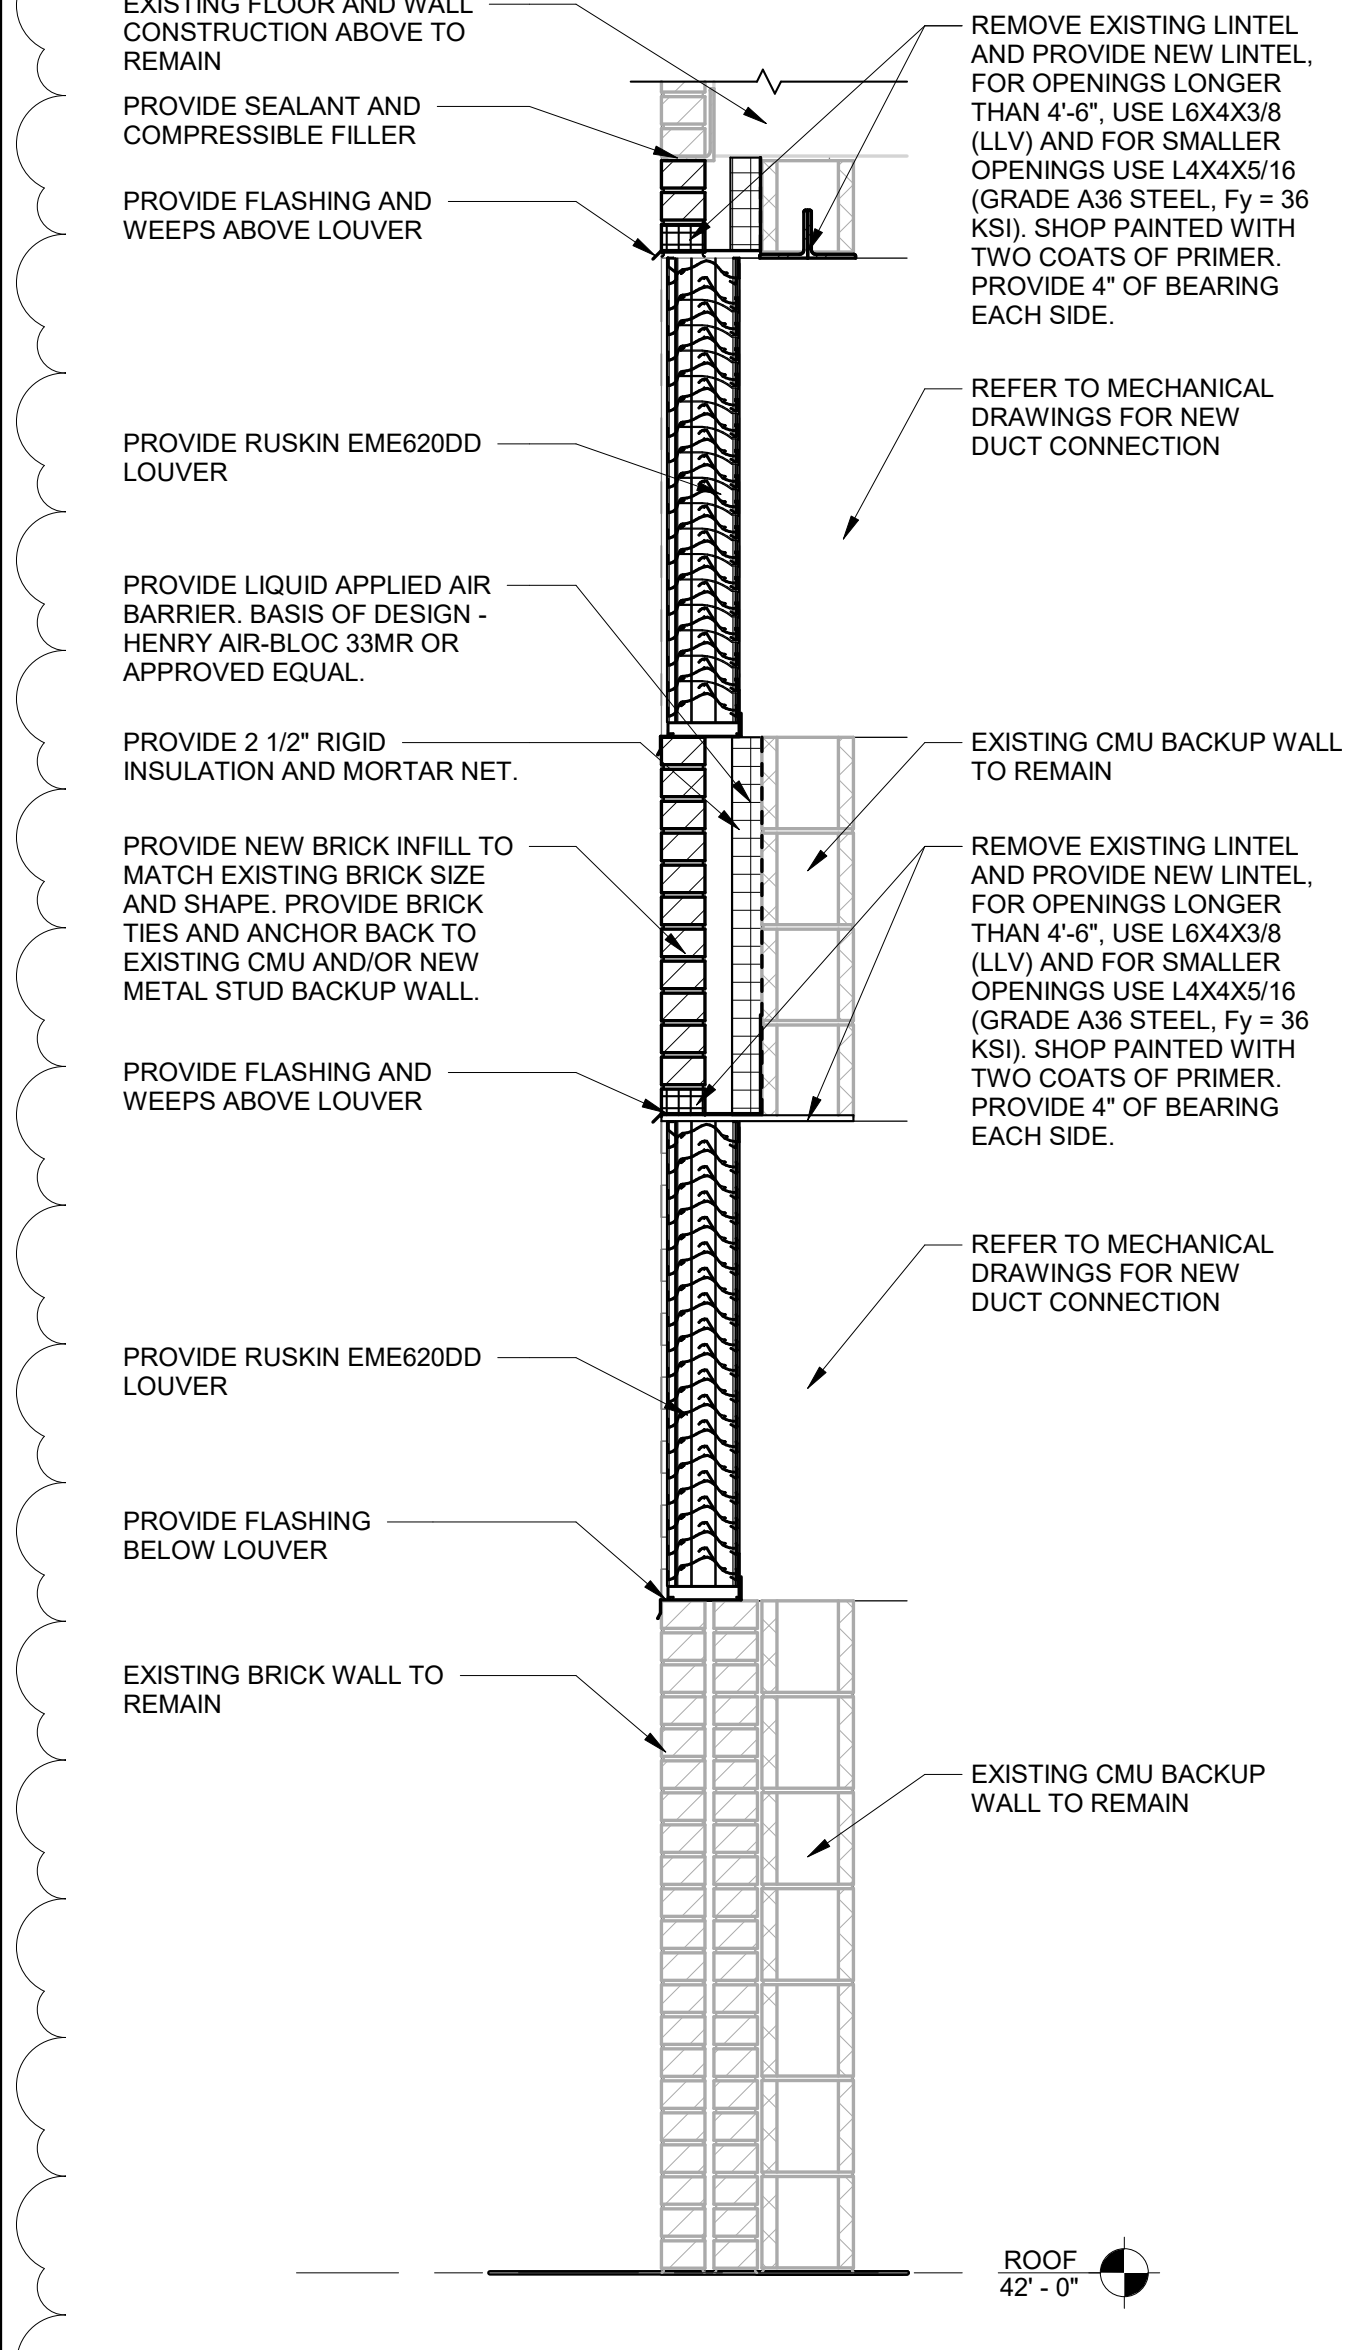 EXISTING FLOOR AND WALL
CONSTRUCTION ABOVE TO
REMAIN
PROVIDE SEALANT AND
COMPRESSIBLE FILLER
PROVIDE FLASHING AND
WEEPS ABOVE LOUVER
PROVIDE RUSKIN EME620DD
LOUVER
PROVIDE LIQUID APPLIED AIR
BARRIER. BASIS OF DESIGN -
HENRY AIR-BLOC 33MR OR
APPROVED EQUAL.
PROVIDE 2 1/2" RIGID
INSULATION AND MORTAR NET.
PROVIDE NEW BRICK INFILL TO
MATCH EXISTING BRICK SIZE
AND SHAPE. PROVIDE BRICK
TIES AND ANCHOR BACK TO
EXISTING CMU AND/OR NEW
METAL STUD BACKUP WALL.
PROVIDE FLASHING AND
WEEPS ABOVE LOUVER
PROVIDE RUSKIN EME620DD
LOUVER
PROVIDE FLASHING
BELOW LOUVER
EXISTING BRICK WALL TO
REMAIN
REMOVE EXISTING LINTEL
AND PROVIDE NEW LINTEL,
FOR OPENINGS LONGER
THAN 4'-6", USE L6X4X3/8
(LLV) AND FOR SMALLER
OPENINGS USE L4X4X5/16
(GRADE A36 STEEL, Fy = 36
KSI). SHOP PAINTED WITH
TWO COATS OF PRIMER.
PROVIDE 4" OF BEARING
EACH SIDE.
REFER TO MECHANICAL
DRAWINGS FOR NEW
DUCT CONNECTION
EXISTING CMU BACKUP WALL
TO REMAIN
REMOVE EXISTING LINTEL
AND PROVIDE NEW LINTEL,
FOR OPENINGS LONGER
THAN 4'-6", USE L6X4X3/8
(LLV) AND FOR SMALLER
OPENINGS USE L4X4X5/16
(GRADE A36 STEEL, Fy = 36
KSI). SHOP PAINTED WITH
TWO COATS OF PRIMER.
PROVIDE 4" OF BEARING
EACH SIDE.
REFER TO MECHANICAL
DRAWINGS FOR NEW
DUCT CONNECTION
EXISTING CMU BACKUP
WALL TO REMAIN
ROOF
42' - 0"